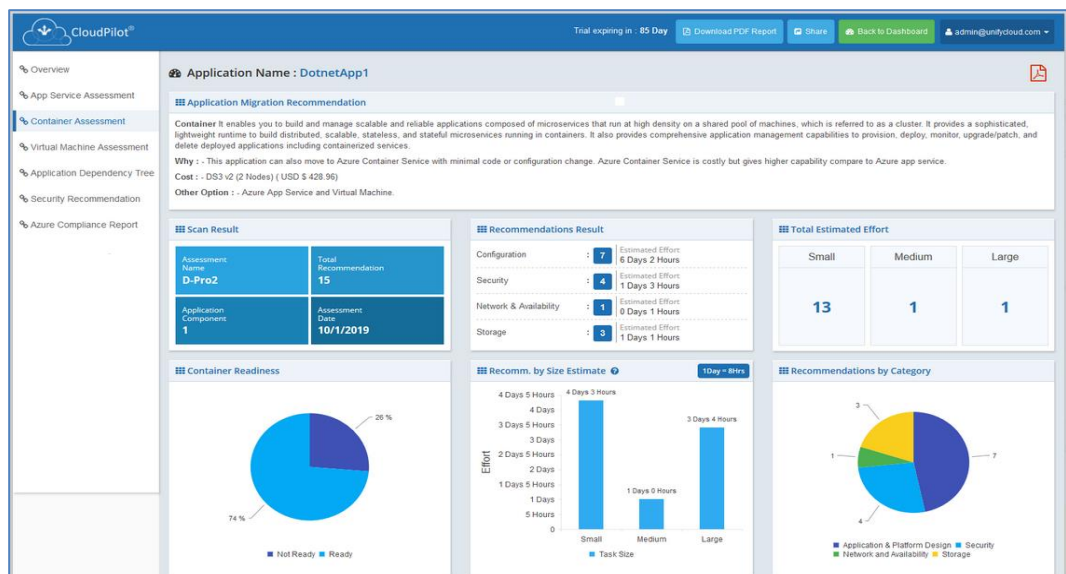 CloudPilot®
Trial expiring in : 85 Day
Download PDF Report
Share
Back to Dashboard
admin@unifycloud.com
Overview
App Service Assessment
Container Assessment
Virtual Machine Assessment
Application Dependency Tree
Security Recommendation
Azure Compliance Report
Application Name : DotnetApp1
Application Migration Recommendation
Container It enables you to build and manage scalable and reliable applications composed of microservices that run at high density on a shared pool of machines, which is referred to as a cluster. It provides a sophisticated,
lightweight runtime to build distributed, scalable, stateless, and stateful microservices running in containers. It also provides comprehensive application management capabilities to provision, deploy, monitor, upgrade/patch, and
delete deployed applications including containerized services.
Why : - This application can also move to Azure Container Service with minimal code or configuration change. Azure Container Service is costly but gives higher capability compare to Azure app service.
Cost : - DS3 v2 (2 Nodes) ( USD $ 428.96)
Other Option : - Azure App Service and Virtual Machine.
Scan Result
Assessment
Name
D-Pro2
Total
Recommendation
15
Application
Component
1
Assessment
Date
10/1/2019
Recommendations Result
Configuration : 7 Estimated Effort
6 Days 2 Hours
Security : 4 Estimated Effort
1 Days 3 Hours
Network & Availability : 1 Estimated Effort
0 Days 1 Hours
Storage : 3 Estimated Effort
1 Days 1 Hours
Total Estimated Effort
Small Medium Large
13 1 1
Container Readiness
26 %
74 %
Not Ready Ready
Recomm. by Size Estimate
1Day = 8Hrs
Effort
4 Days 5 Hours
4 Days
3 Days 5 Hours
3 Days
2 Days 5 Hours
2 Days
1 Days 5 Hours
1 Days
5 Hours
0
4 Days 3 Hours
1 Days 0 Hours
3 Days 4 Hours
Small Medium Large
Task Size
Recommendations by Category
3
1
7
4
Application & Platform Design Security
Network and Availability Storage